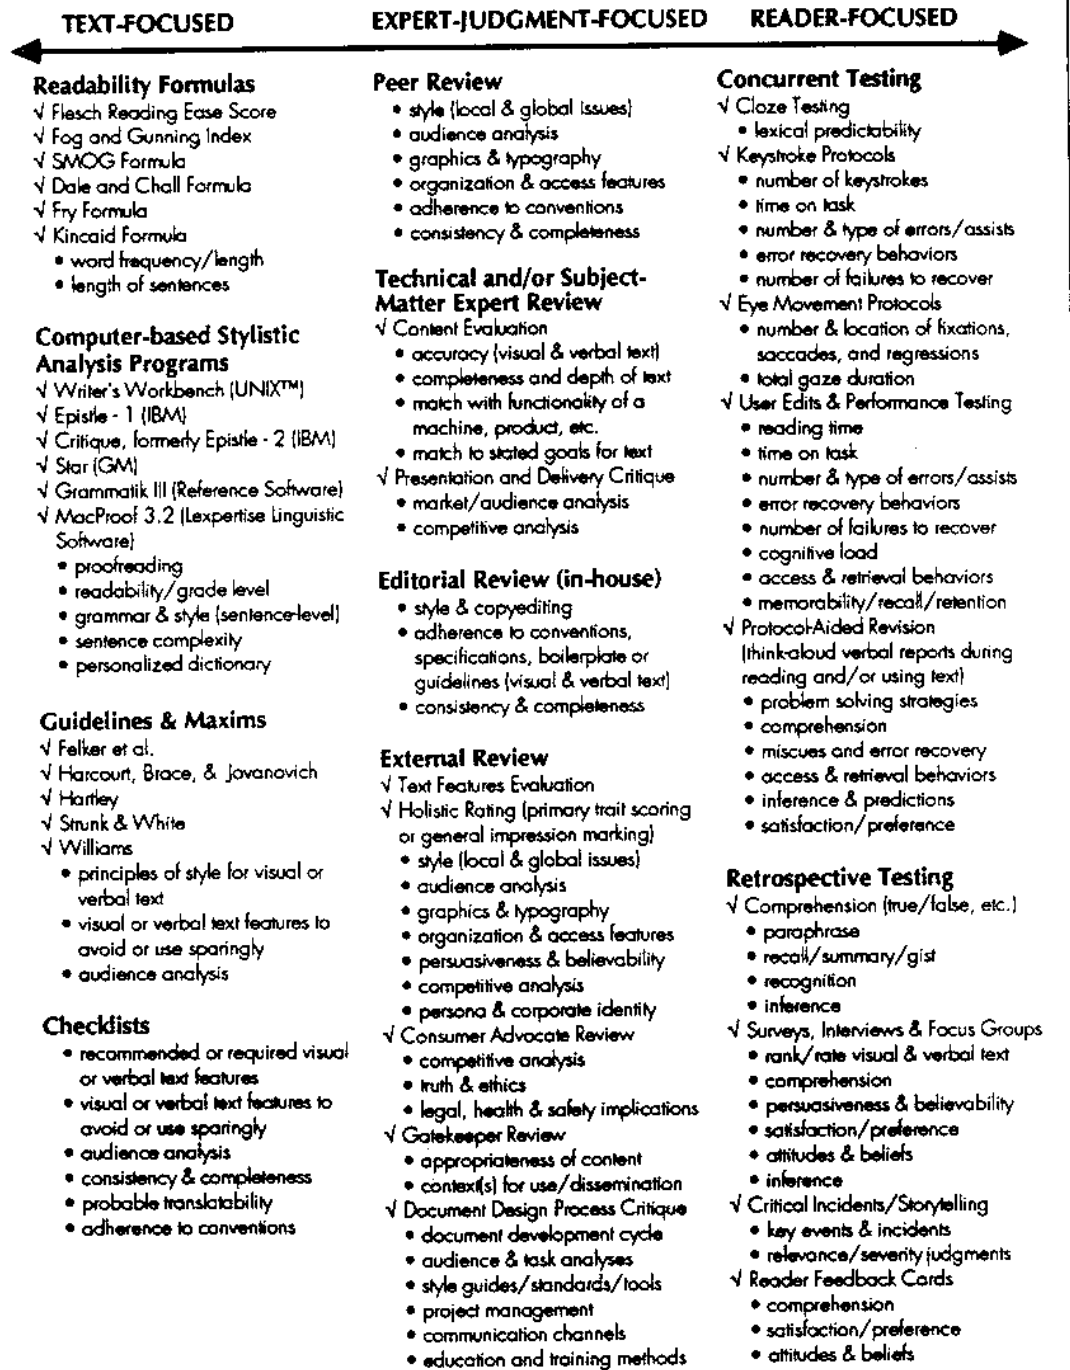 TEXT-FOCUSED
EXPERT-JUDGMENT-FOCUSED
READER-FOCUSED
Readability Formulas
√ Flesch Reading Ease Score
√ Fog and Gunning Index
√ SMOG Formula
√ Dale and Chall Formula
√ Fry Formula
√ Kincaid Formula
• word frequency/length
• length of sentences
Computer-based Stylistic
Analysis Programs
√ Writer's Workbench (UNIX™)
√ Epistle - 1 (IBM)
√ Critique, formerly Epistle - 2 (IBM)
√ Star (GM)
√ Grammatik III (Reference Software)
√ MacProof 3.2 (Lexpertise Linguistic
Software)
• proofreading
• readability/grade level
• grammar & style (sentence-level)
• sentence complexity
• personalized dictionary
Guidelines & Maxims
√ Felker et al.
√ Harcourt, Brace, & Jovanovich
√ Hartley
√ Strunk & White
√ Williams
• principles of style for visual or
verbal text
• visual or verbal text features to
avoid or use sparingly
• audience analysis
Checklists
• recommended or required visual
or verbal text features
• visual or verbal text features to
avoid or use sparingly
• audience analysis
• consistency & completeness
• probable translatability
• adherence to conventions
Peer Review
• style (local & global issues)
• audience analysis
• graphics & typography
• organization & access features
• adherence to conventions
• consistency & completeness
Technical and/or Subject-
Matter Expert Review
√ Content Evaluation
• accuracy (visual & verbal text)
• completeness and depth of text
• match with functionality of a
machine, product, etc.
• match to stated goals for text
√ Presentation and Delivery Critique
• market/audience analysis
• competitive analysis
Editorial Review (in-house)
• style & copyediting
• adherence to conventions,
specifications, boilerplate or
guidelines (visual & verbal text)
• consistency & completeness
External Review
√ Text Features Evaluation
√ Holistic Rating (primary trait scoring
or general impression marking)
• style (local & global issues)
• audience analysis
• graphics & typography
• organization & access features
• persuasiveness & believability
• competitive analysis
• persona & corporate identity
√ Consumer Advocate Review
• competitive analysis
• truth & ethics
• legal, health & safety implications
√ Gatekeeper Review
• appropriateness of content
• context(s) for use/dissemination
√ Document Design Process Critique
• document development cycle
• audience & task analyses
• style guides/standards/tools
• project management
• communication channels
• education and training methods
Concurrent Testing
√ Cloze Testing
• lexical predictability
√ Keystroke Protocols
• number of keystrokes
• time on task
• number & type of errors/assists
• error recovery behaviors
• number of failures to recover
√ Eye Movement Protocols
• number & location of fixations,
saccades, and regressions
• total gaze duration
√ User Edits & Performance Testing
• reading time
• time on task
• number & type of errors/assists
• error recovery behaviors
• number of failures to recover
• cognitive load
• access & retrieval behaviors
• memorability/recall/retention
√ Protocol-Aided Revision
(think-aloud verbal reports during
reading and/or using text)
• problem solving strategies
• comprehension
• miscues and error recovery
• access & retrieval behaviors
• inference & predictions
• satisfaction/preference
Retrospective Testing
√ Comprehension (true/false, etc.)
• paraphrase
• recall/summary/gist
• recognition
• inference
√ Surveys, Interviews & Focus Groups
• rank/rate visual & verbal text
• comprehension
• persuasiveness & believability
• satisfaction/preference
• attitudes & beliefs
• inference
√ Critical Incidents/Storytelling
• key events & incidents
• relevance/severity judgments
√ Reader Feedback Cards
• comprehension
• satisfaction/preference
• attitudes & beliefs